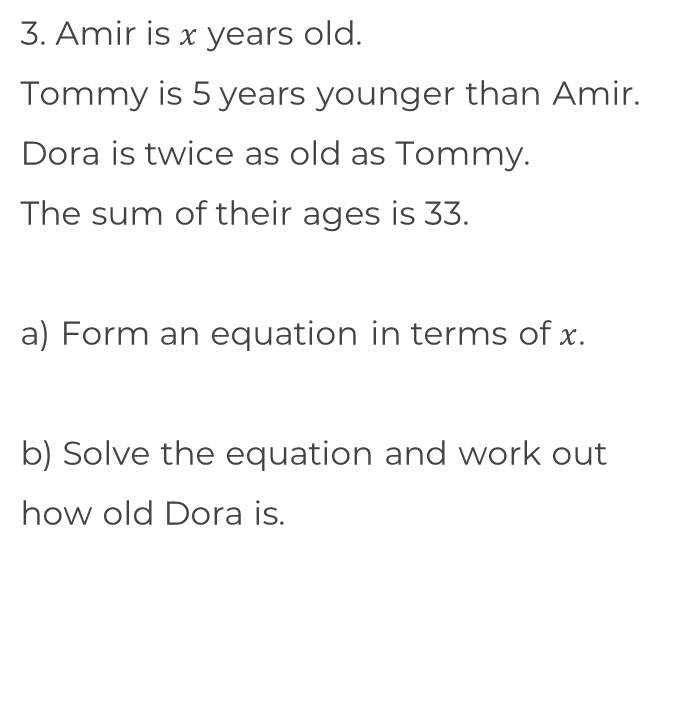 3. Amir is x years old.
Tommy is 5 years younger than Amir.
Dora is twice as old as Tommy.
The sum of their ages is 33.
a) Form an equation in terms of x.
b) Solve the equation and work out
how old Dora is.